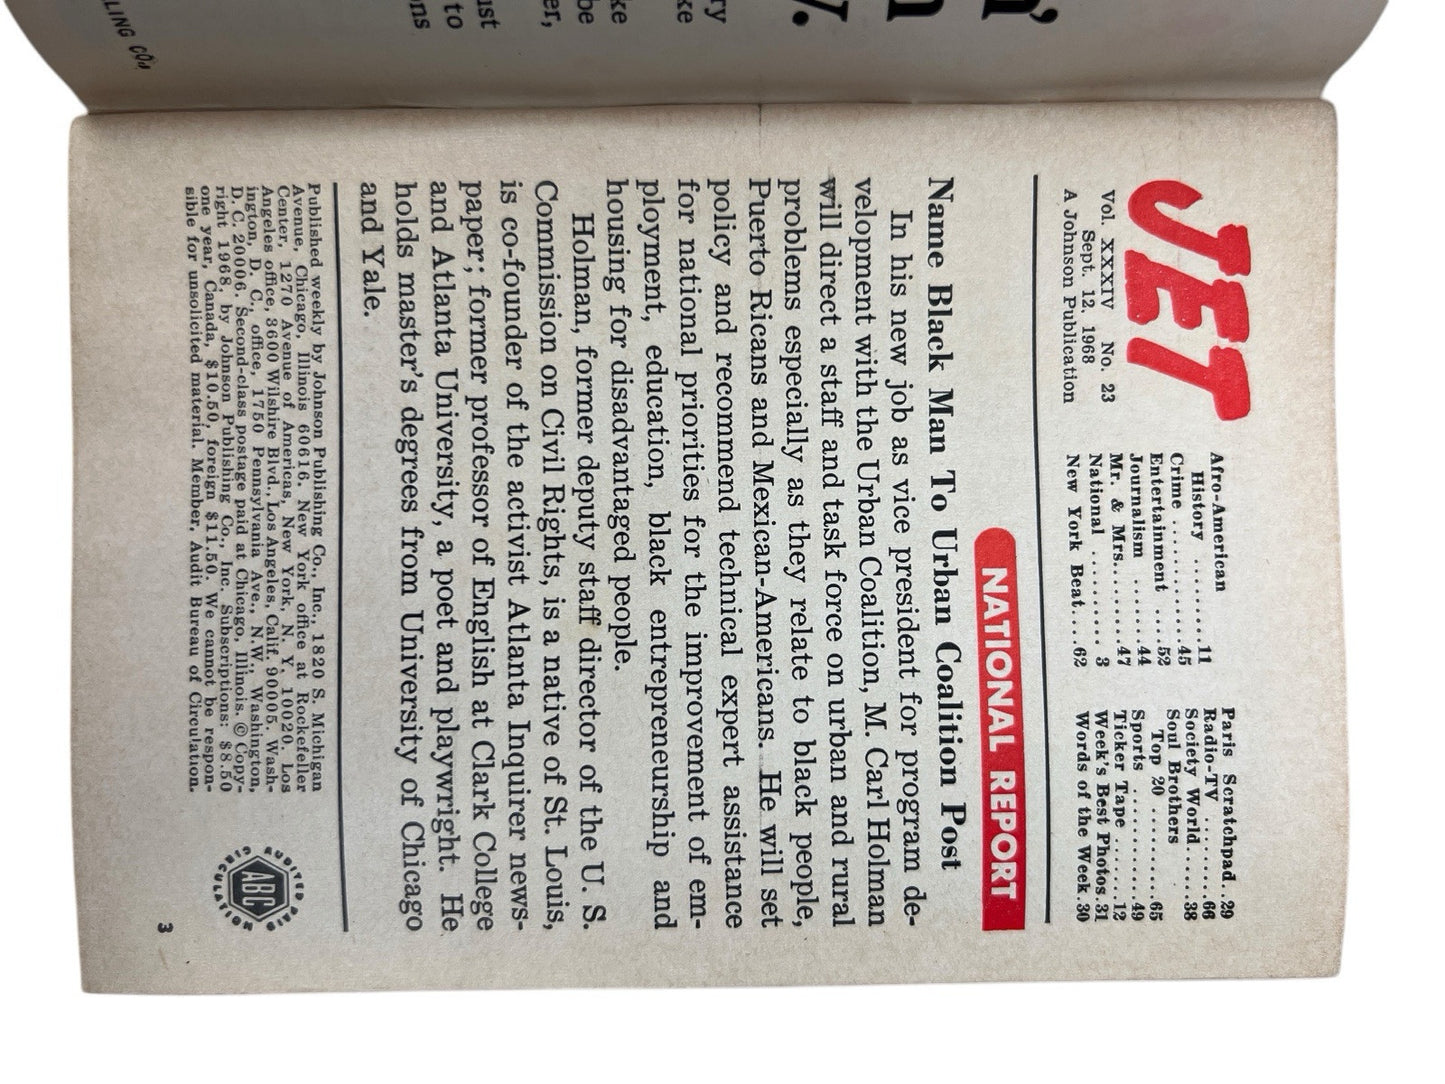 JET
Vol. XXXIV No. 23
Sept. 12, 1968
A Johnson Publication
Afro-American
History ..........11
Crime ............45
Entertainment ....52
Journalism .......44
Mr. & Mrs.........47
National ......... 3
New York Beat....62
Paris Scratchpad..29
Radio-TV .........66
Society World.....38
Soul Brothers
Top 20 ..........65
Sports ...........49
Ticker Tape ......12
Week's Best Photos.31
Words of the Week.30
NATIONAL REPORT
Name Black Man To Urban Coalition Post
In his new job as vice president for program de-
velopment with the Urban Coalition, M. Carl Holman
will direct a staff and task force on urban and rural
problems especially as they relate to black people,
Puerto Ricans and Mexican-Americans. He will set
policy and recommend technical expert assistance
for national priorities for the improvement of em-
ployment, education, black entrepreneurship and
housing for disadvantaged people.
Holman, former deputy staff director of the U. S.
Commission on Civil Rights, is a native of St. Louis,
is co-founder of the activist Atlanta Inquirer news-
paper; former professor of English at Clark College
and Atlanta University, a poet and playwright. He
holds master's degrees from University of Chicago
and Yale.
Published weekly by Johnson Publishing Co., Inc., 1820 S. Michigan
Avenue, Chicago, Illinois 60616. New York office at Rockefeller
Center, 1270 Avenue of Americas, New York, N. Y. 10020. Los
Angeles office, 3600 Wilshire Blvd., Los Angeles, Calif. 90005. Wash-
ington, D. C., office, 1750 Pennsylvania Ave., N.W., Washington,
D. C. 20006. Second-class postage paid at Chicago, Illinois. © Copy-
right 1968, by Johnson Publishing Co., Inc. Subscriptions: $8.50
one year, Canada, $10.50, foreign $11.50. We cannot be respon-
sible for unsolicited material. Member, Audit Bureau of Circulation.
AUDITED PAID
ABC
CIRCULATION
3